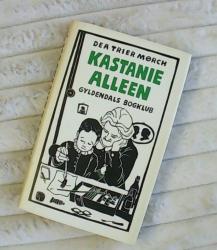 DEA TRIER MØRCH
KASTANIE
ALLEEN
GYLDENDALS BOGKLUB